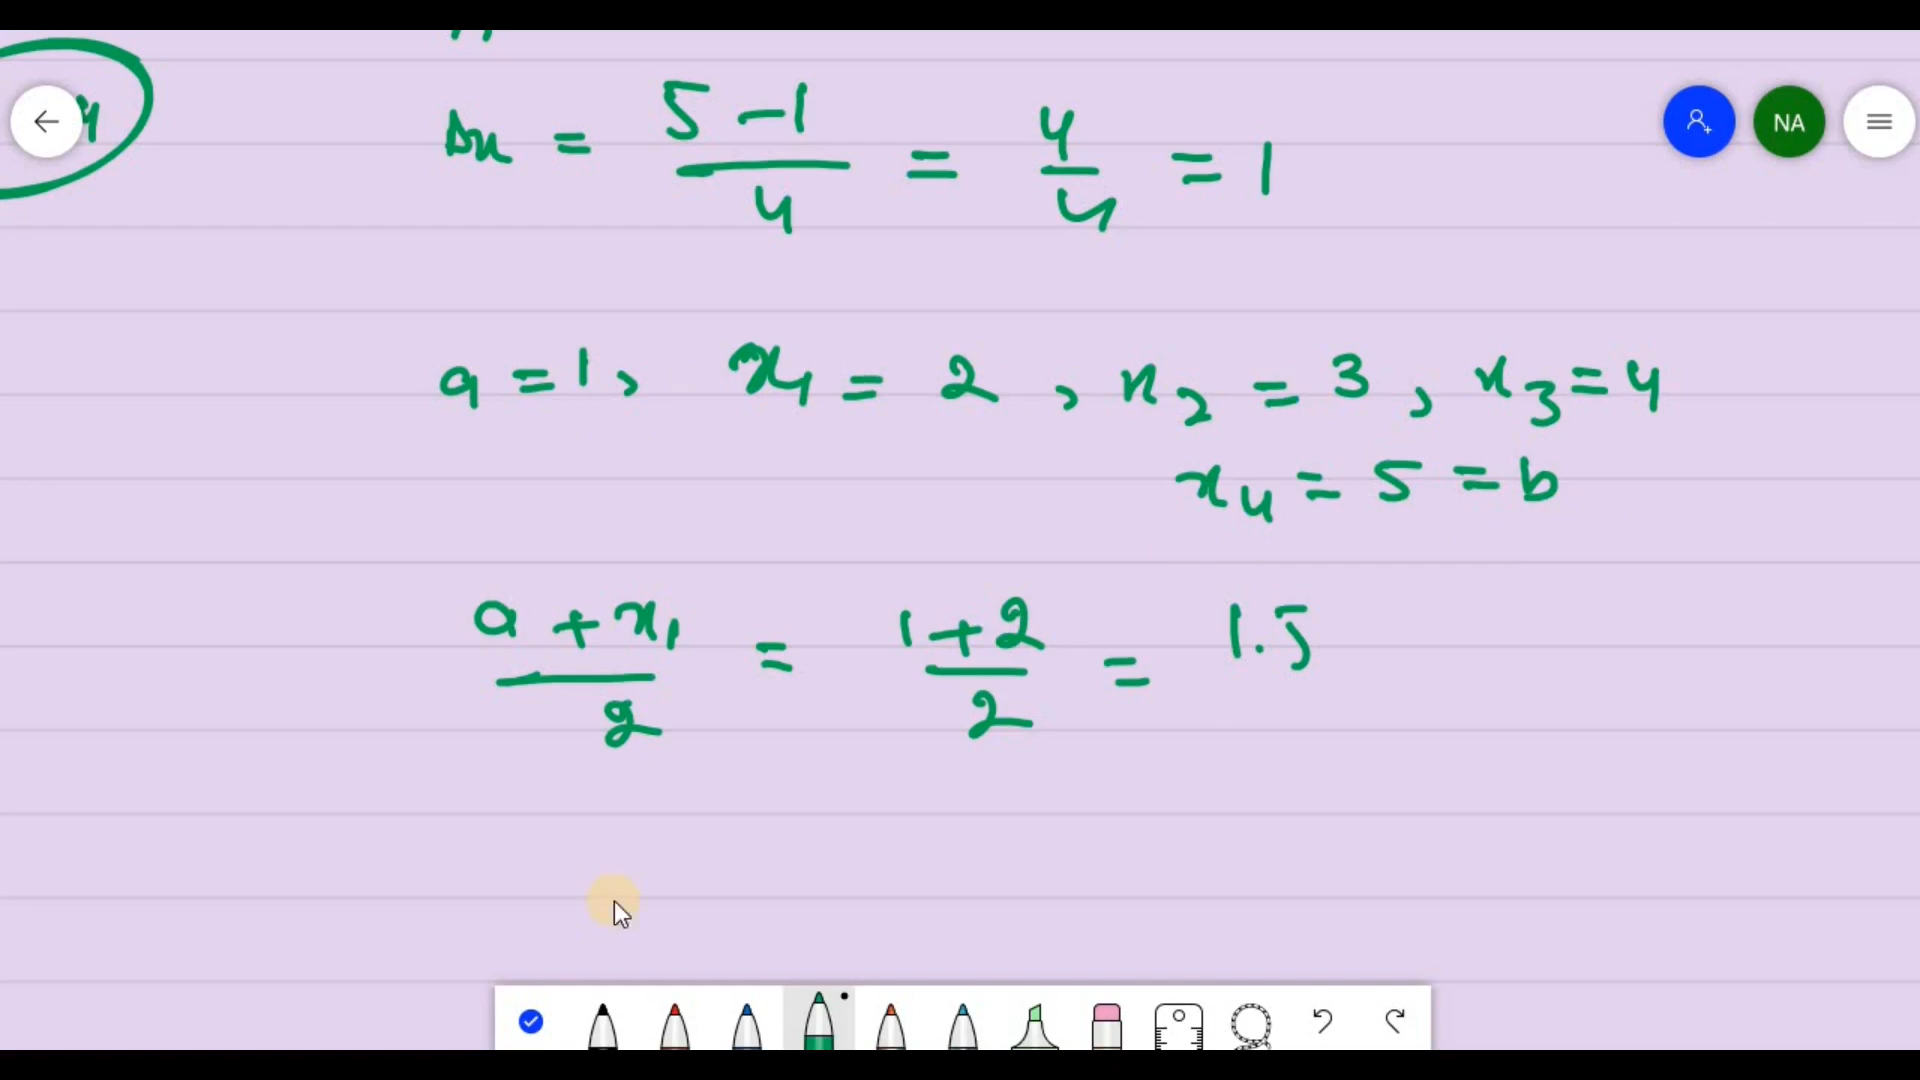 4
Δx = 5 - 1 / 4 = 4 / 4 = 1
NA
a = 1, x1 = 2, x2 = 3, x3 = 4
x4 = 5 = b
a + x1 / 2 = 1 + 2 / 2 = 1.5